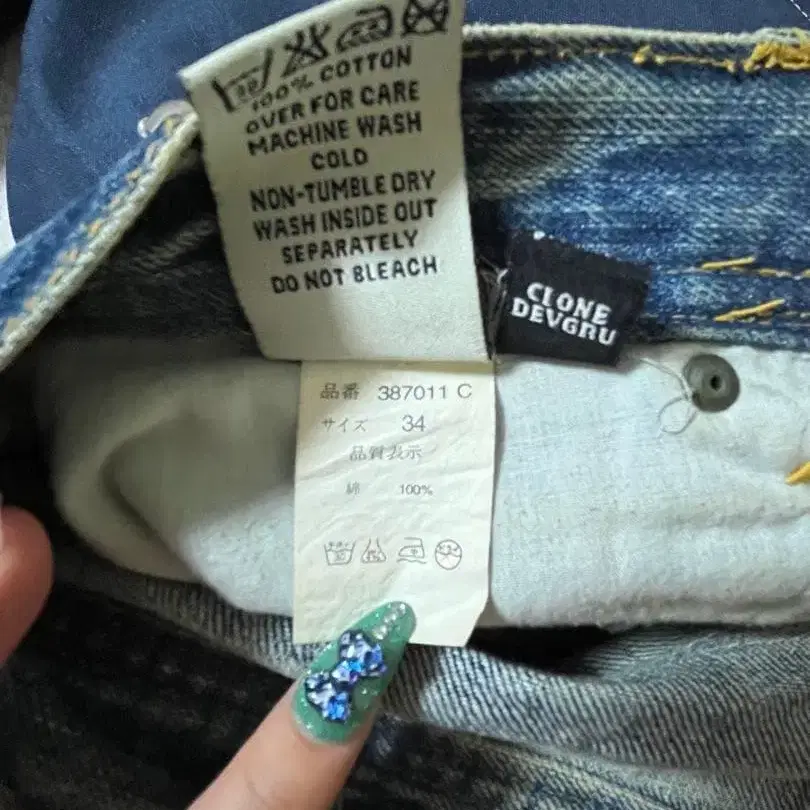 100% COTTON
OVER FOR CARE
MACHINE WASH
COLD
NON-TUMBLE DRY
WASH INSIDE OUT
SEPARATELY
DO NOT BLEACH
CLONE
DEVGRU
品番 387011 C
サイズ 34
品質表示
綿 100%